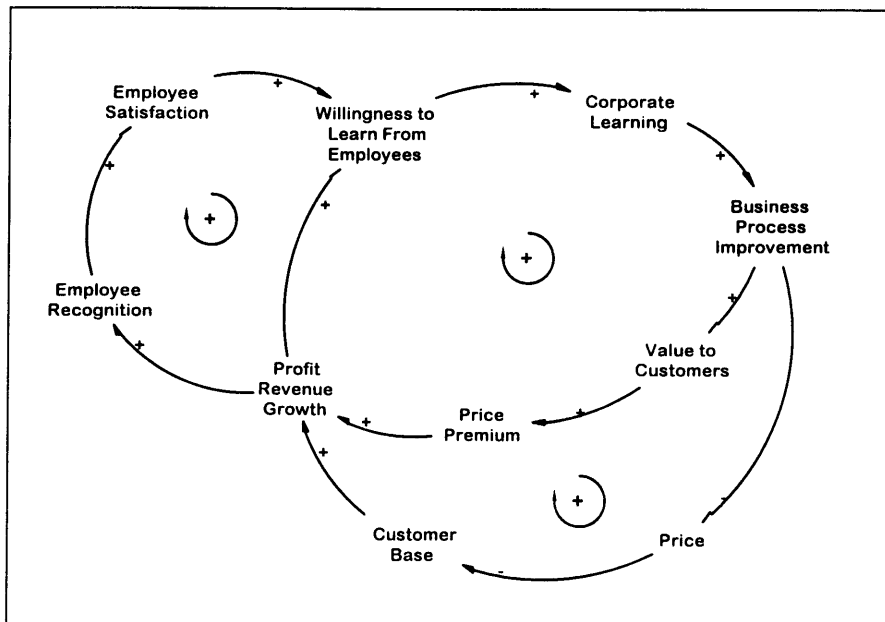 Employee
Satisfaction
+
Willingness to
Learn From
Employees
+
Corporate
Learning
+
Business
Process
Improvement
+
+
+
+
Employee
Recognition
+
+
Value to
Customers
Profit
Revenue
Growth
+
+
Price
Premium
+
+
-
Customer
Base
Price
-